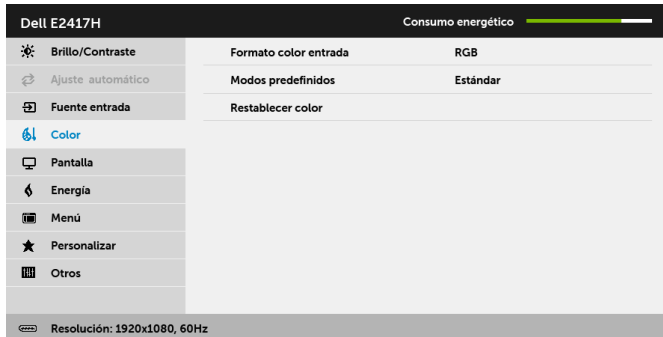 Dell E2417H Consumo energético
Brillo/Contraste Formato color entrada RGB
Ajuste automático Modos predefinidos Estándar
Fuente entrada Restablecer color
Color
Pantalla
Energía
Menú
Personalizar
Otros
Resolución: 1920x1080, 60Hz